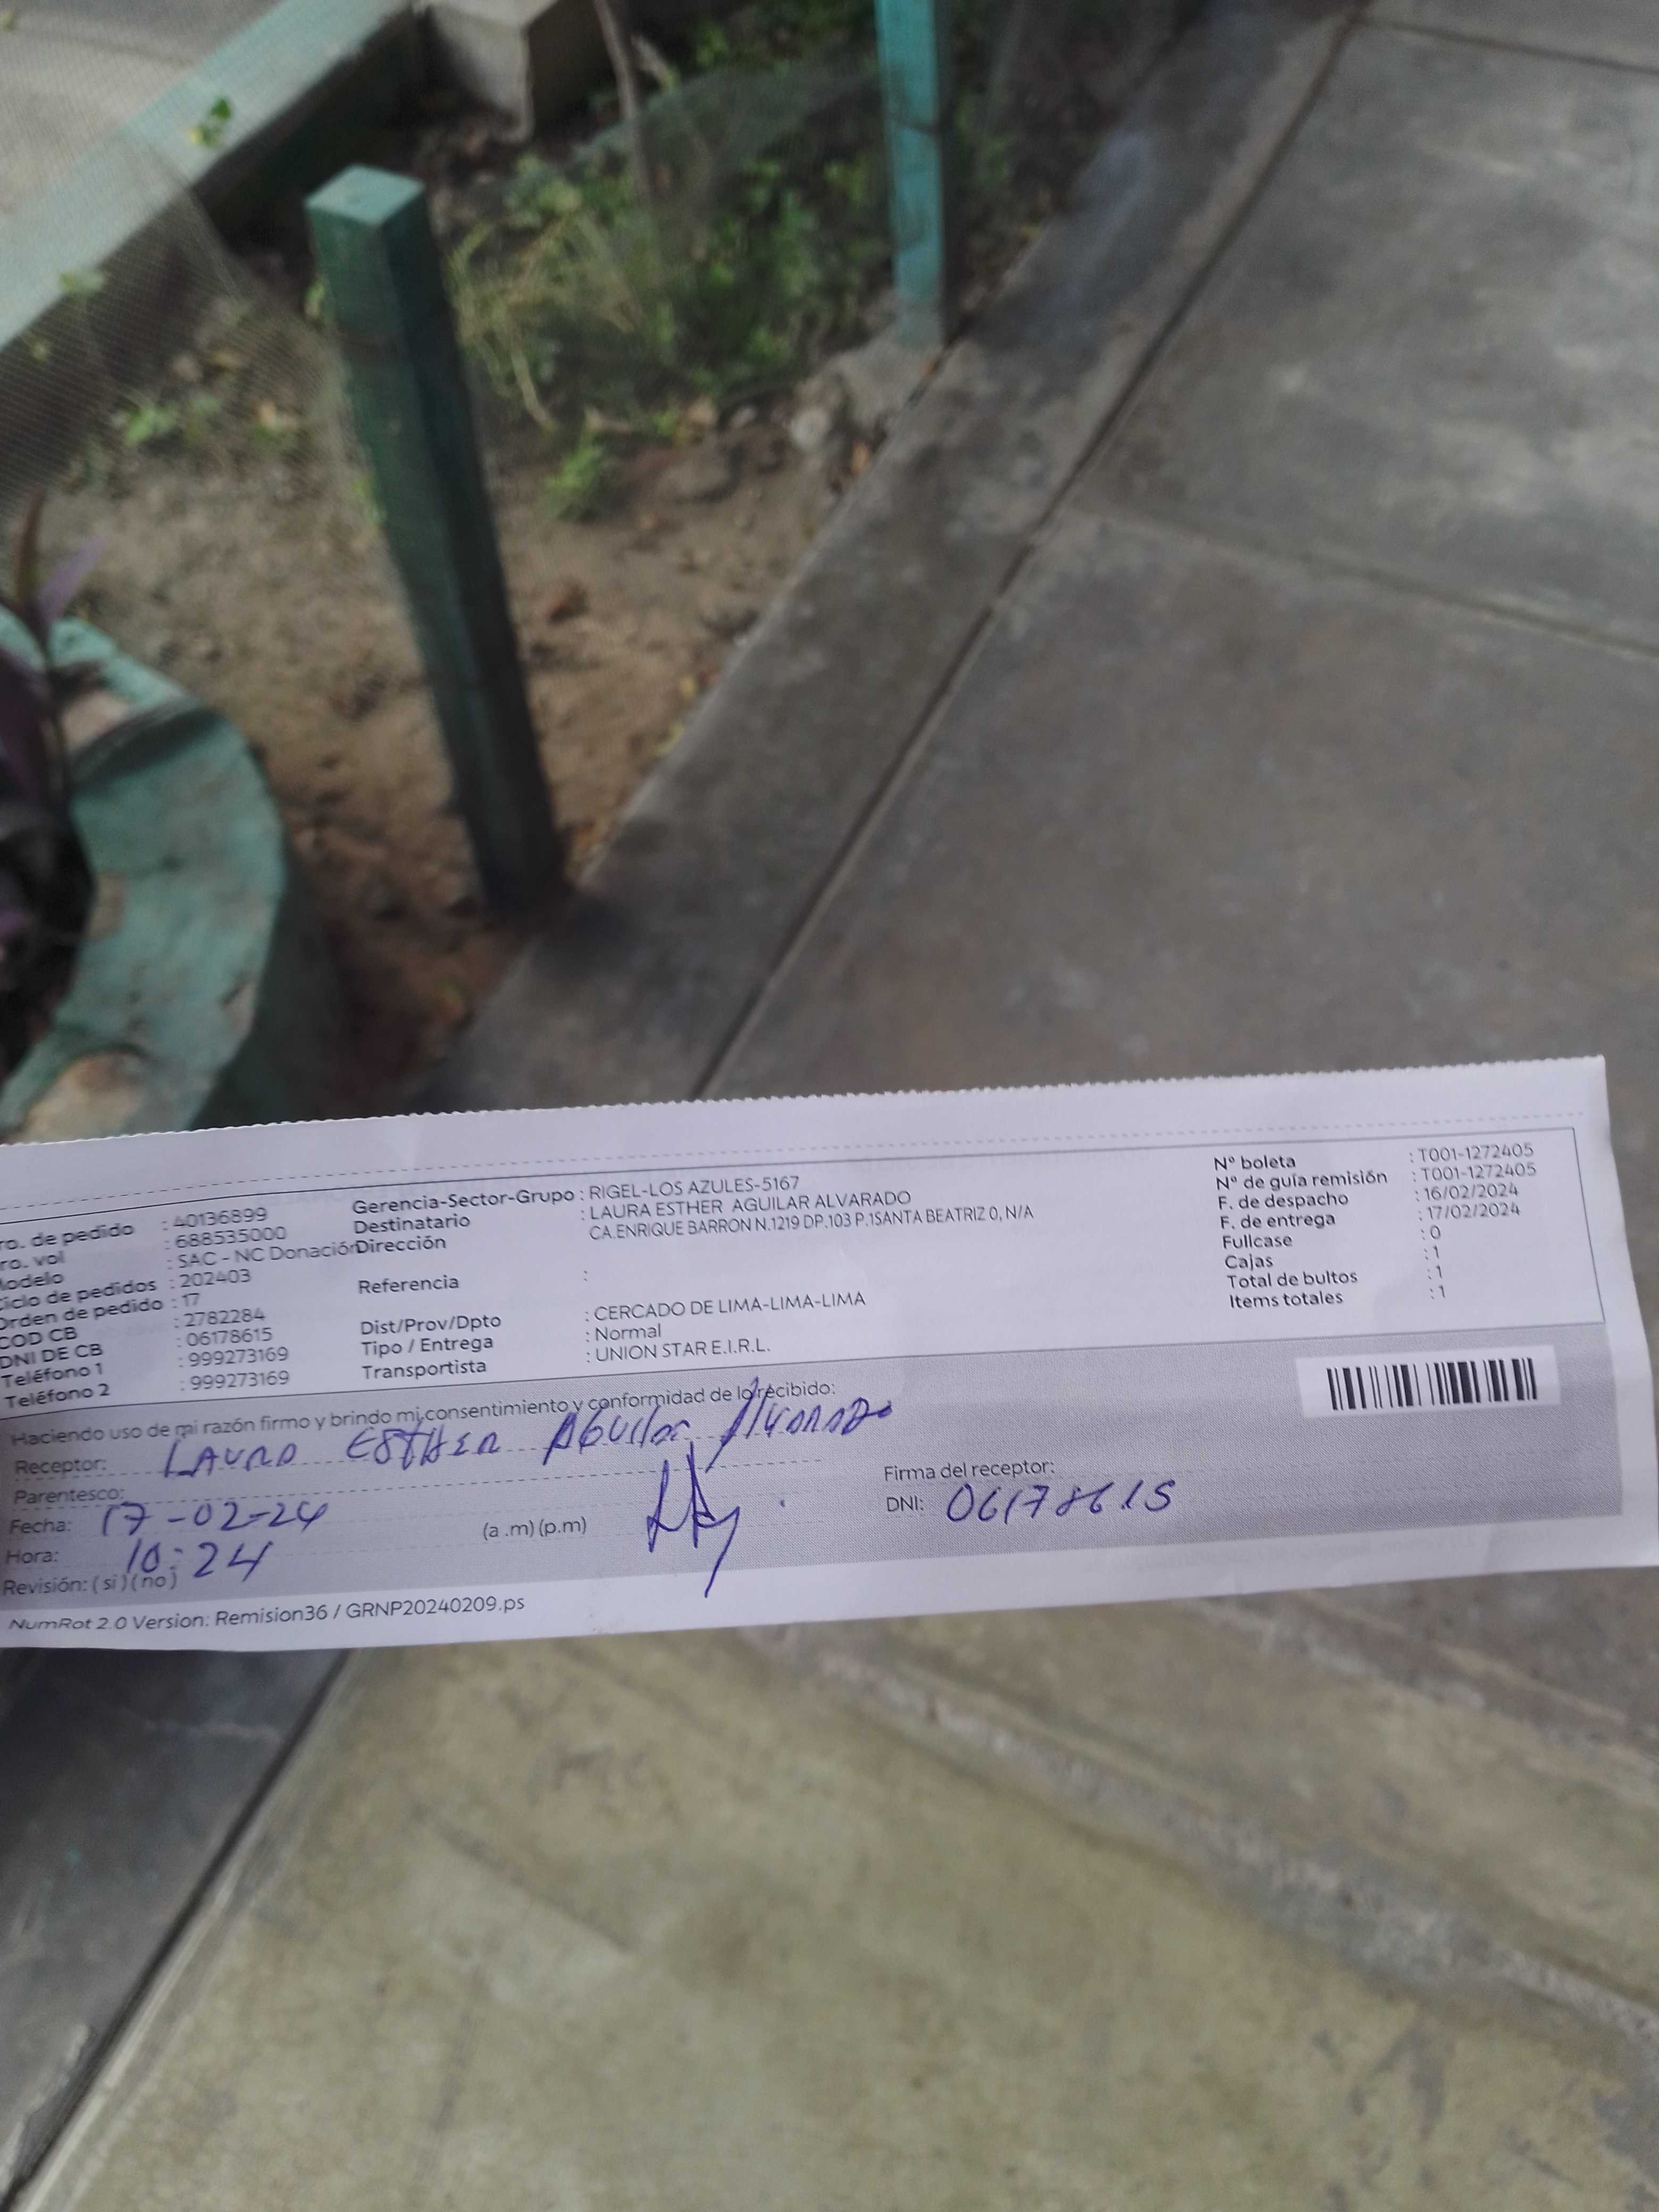 ro. de pedido : 40136899
ro. vol : 688535000
odelo : SAC - NC Donación
iclo de pedidos : 202403
Orden de pedido : 17
COD CB : 2782284
DNI DE CB : 06178615
Teléfono 1 : 999273169
Teléfono 2 : 999273169
Gerencia-Sector-Grupo : RIGEL-LOS AZULES-5167
Destinatario : LAURA ESTHER AGUILAR ALVARADO
Dirección CA.ENRIQUE BARRON N.1219 DP.103 P.1SANTA BEATRIZ 0, N/A
Referencia :
Dist/Prov/Dpto : CERCADO DE LIMA-LIMA-LIMA
Tipo / Entrega : Normal
Transportista : UNION STAR E.I.R.L.
Nº boleta : T001-1272405
Nº de guía remisión : T001-1272405
F. de despacho : 16/02/2024
F. de entrega : 17/02/2024
Fullcase : 0
Cajas : 1
Total de bultos : 1
Items totales : 1
Haciendo uso de mi razón firmo y brindo mi consentimiento y conformidad de lo recibido:
Receptor: LAURA ESTHER Aguilar Alvarado
Parentesco:
Fecha: 17-02-24
Hora: 10:24 (a .m) (p.m)
Revisión: ( si ) ( no )
Firma del receptor:
DNI: 06178615
NumRot 2.0 Version: Remision36 / GRNP20240209.ps